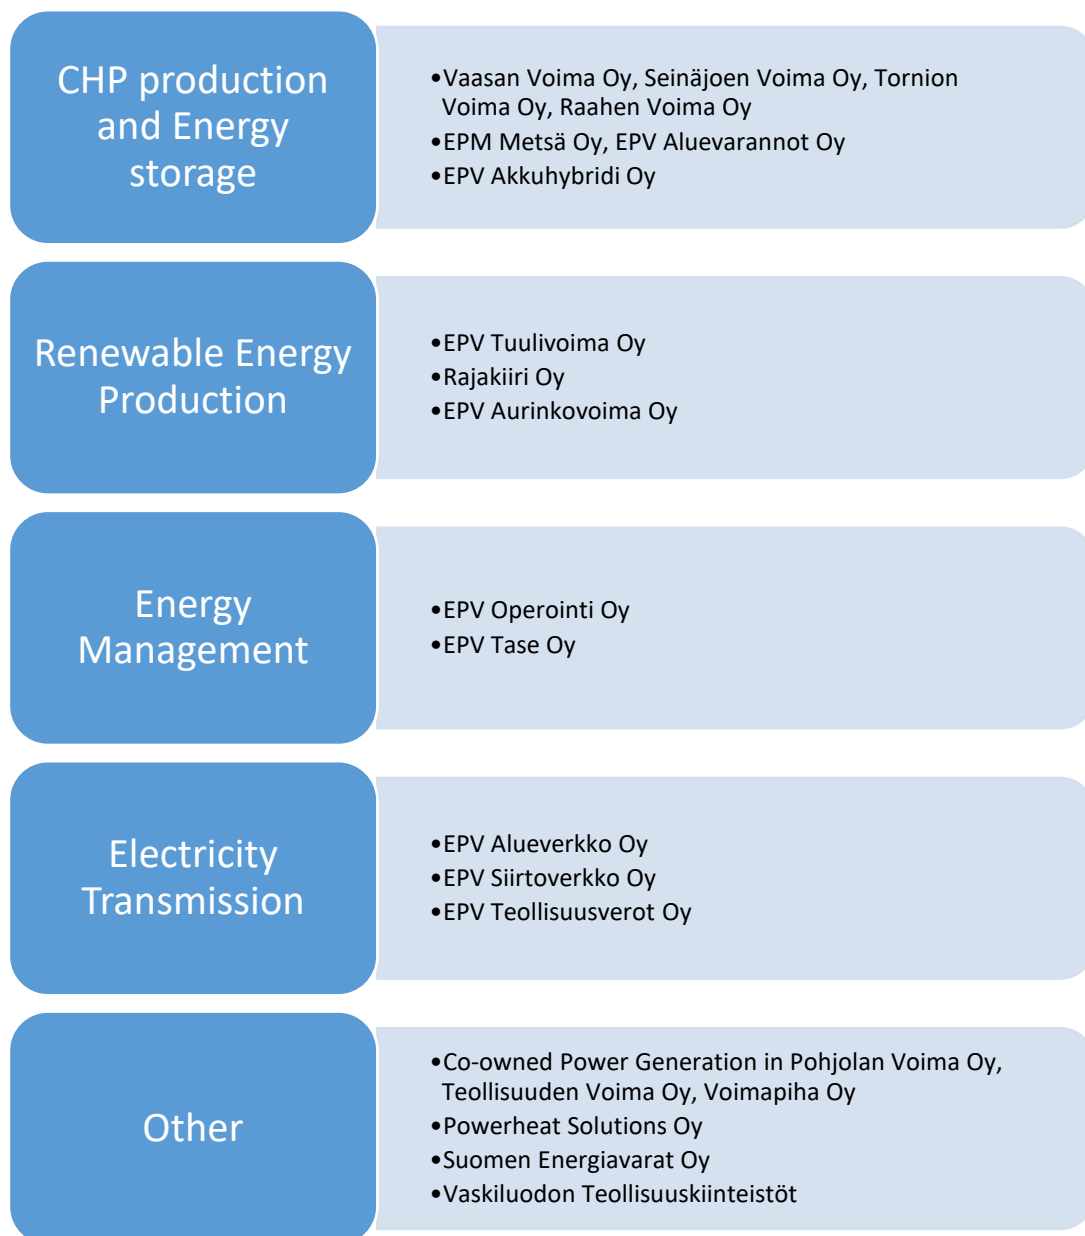 CHP production
and Energy
storage
•Vaasan Voima Oy, Seinäjoen Voima Oy, Tornion
Voima Oy, Raahen Voima Oy
•EPM Metsä Oy, EPV Aluevarannot Oy
•EPV Akkuhybridi Oy
Renewable Energy
Production
•EPV Tuulivoima Oy
•Rajakiiri Oy
•EPV Aurinkovoima Oy
Energy
Management
•EPV Operointi Oy
•EPV Tase Oy
Electricity
Transmission
•EPV Alueverkko Oy
•EPV Siirtoverkko Oy
•EPV Teollisuusverot Oy
Other
•Co-owned Power Generation in Pohjolan Voima Oy,
Teollisuuden Voima Oy, Voimapiha Oy
•Powerheat Solutions Oy
•Suomen Energiavarat Oy
•Vaskiluodon Teollisuuskiinteistöt